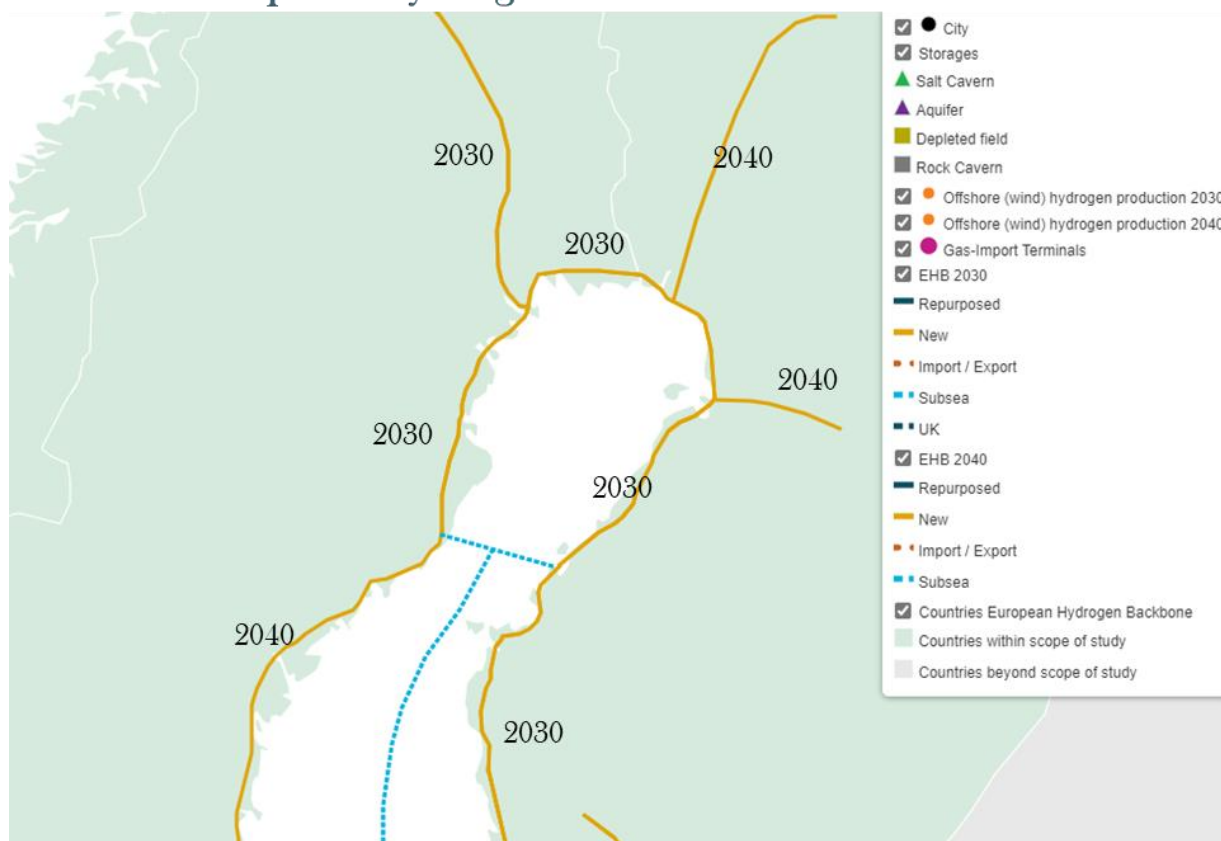 2030
2040
2030
2040
2030
2030
2040
2030
City
Storages
Salt Cavern
Aquifer
Depleted field
Rock Cavern
Offshore (wind) hydrogen production 2030
Offshore (wind) hydrogen production 2040
Gas-Import Terminals
EHB 2030
Repurposed
New
Import / Export
Subsea
UK
EHB 2040
Repurposed
New
Import / Export
Subsea
Countries European Hydrogen Backbone
Countries within scope of study
Countries beyond scope of study